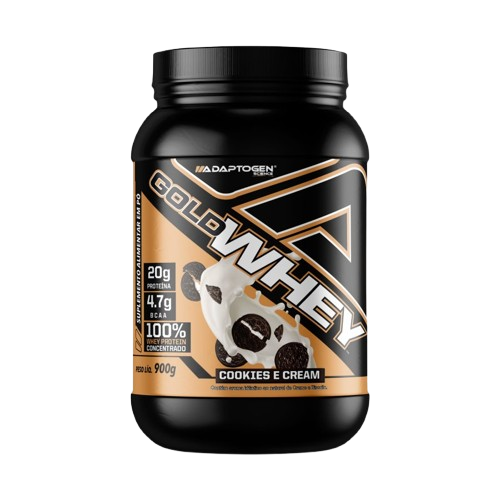 ADAPTOGEN
SCIENCE
GOLD
WHEY
SUPLEMENTO ALIMENTAR EM PÓ
20g
PROTEÍNA
4.7g
BCAA
100%
WHEY PROTEIN
CONCENTRADO
PESO LÍQ. 900g
COOKIES E CREAM